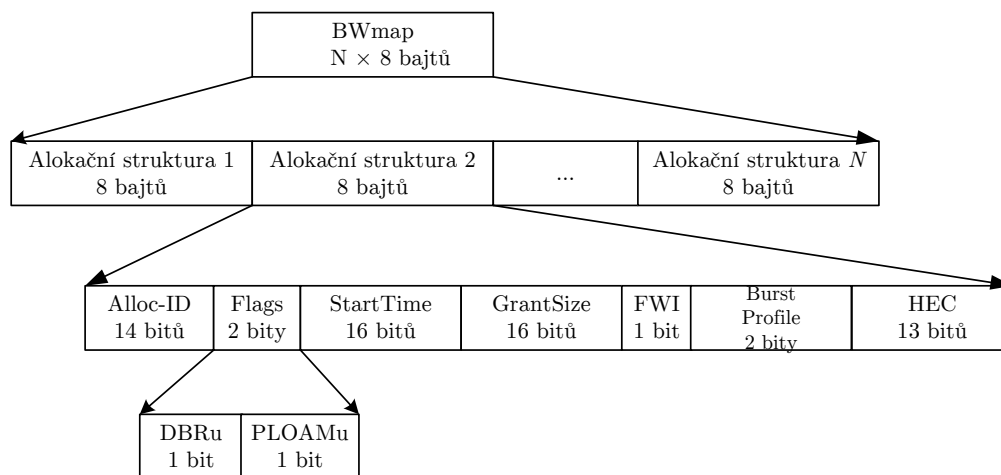 BWmap
N × 8 bajtů
Alokační struktura 1
8 bajtů
Alokační struktura 2
8 bajtů
...
Alokační struktura N
8 bajtů
Alloc-ID
14 bitů
Flags
2 bity
StartTime
16 bitů
GrantSize
16 bitů
FWI
1 bit
Burst
Profile
2 bity
HEC
13 bitů
DBRu
1 bit
PLOAMu
1 bit